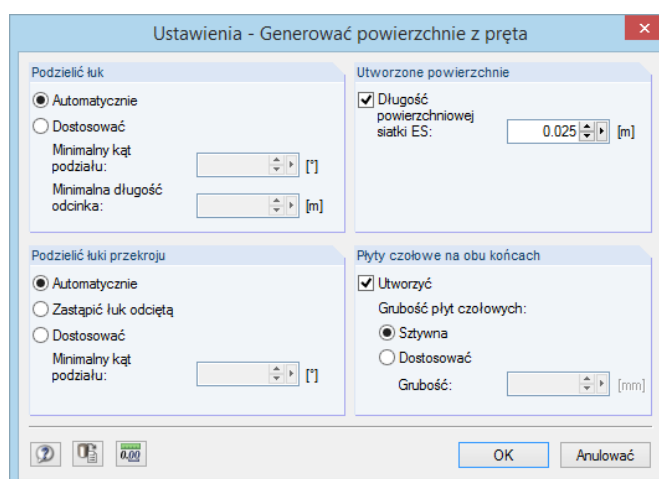 Ustawienia - Generować powierzchnie z pręta
Podzielić łuk
Automatycznie
Dostosować
Minimalny kąt
podziału:
[°]
Minimalna długość
odcinka:
[m]
Utworzone powierzchnie
Długość
powierzchniowej
siatki ES:
0.025
[m]
Podzielić łuki przekroju
Automatycznie
Zastąpić łuk odciętą
Dostosować
Minimalny kąt
podziału:
[°]
Płyty czołowe na obu końcach
Utworzyć
Grubość płyt czołowych:
Sztywna
Dostosować
Grubość:
[mm]
0.00
OK
Anulować